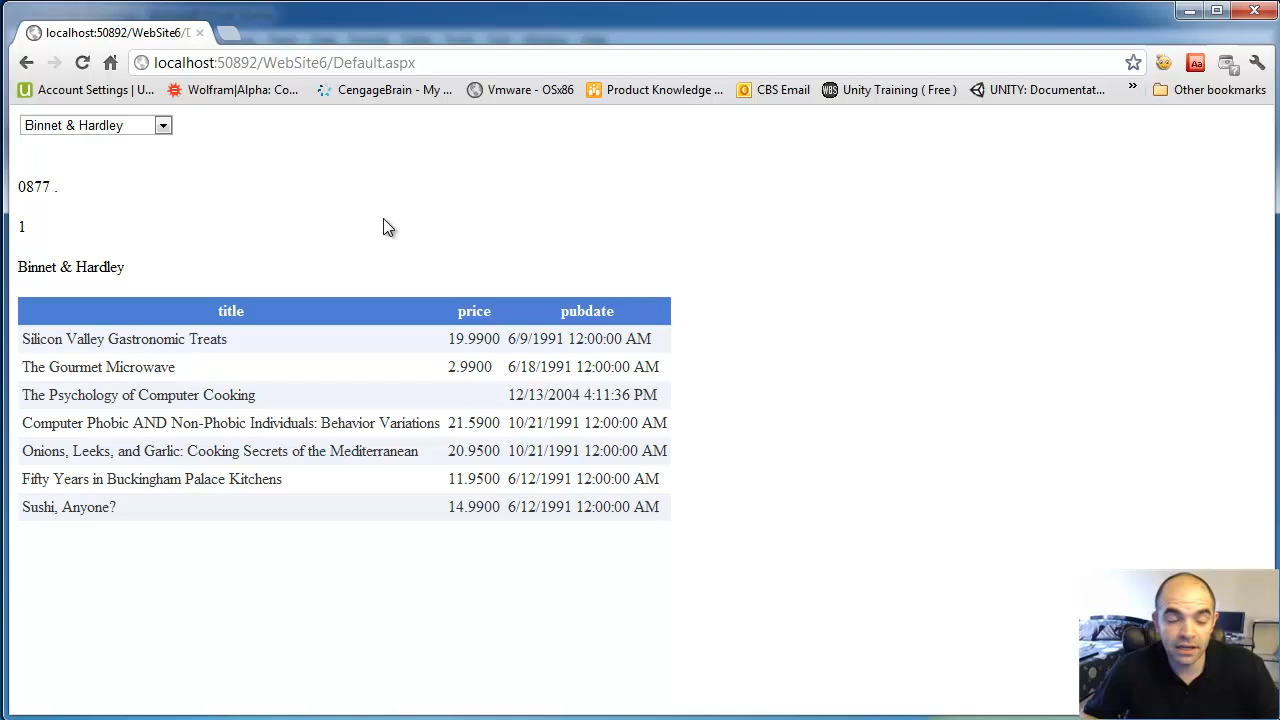 localhost:50892/WebSite6/D
localhost:50892/WebSite6/Default.aspx
Account Settings | U... Wolfram|Alpha: Co... CengageBrain - My ... Vmware - OSx86 Product Knowledge ... CBS Email WBS Unity Training ( Free ) UNITY: Documentat... » Other bookmarks
Binnet & Hardley
0877 .
1
Binnet & Hardley
title price pubdate
Silicon Valley Gastronomic Treats 19.9900 6/9/1991 12:00:00 AM
The Gourmet Microwave 2.9900 6/18/1991 12:00:00 AM
The Psychology of Computer Cooking 12/13/2004 4:11:36 PM
Computer Phobic AND Non-Phobic Individuals: Behavior Variations 21.5900 10/21/1991 12:00:00 AM
Onions, Leeks, and Garlic: Cooking Secrets of the Mediterranean 20.9500 10/21/1991 12:00:00 AM
Fifty Years in Buckingham Palace Kitchens 11.9500 6/12/1991 12:00:00 AM
Sushi, Anyone? 14.9900 6/12/1991 12:00:00 AM